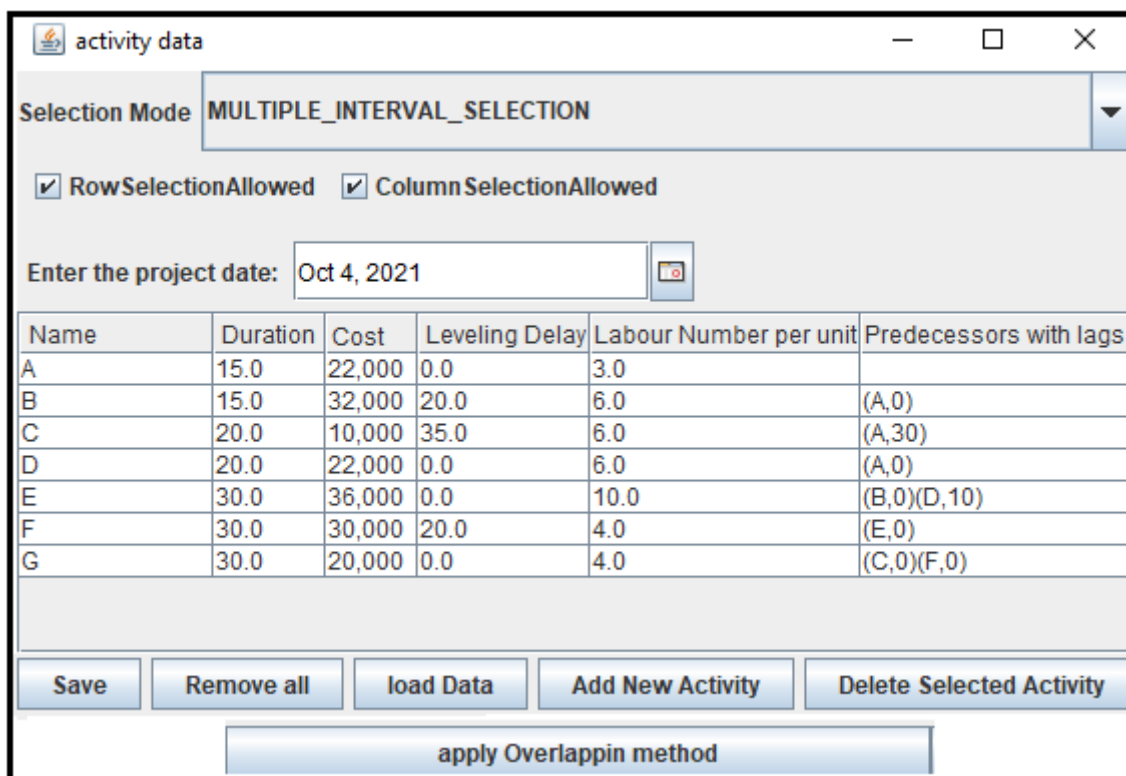 activity data
Selection Mode MULTIPLE_INTERVAL_SELECTION
RowSelectionAllowed ColumnSelectionAllowed
Enter the project date: Oct 4, 2021
Name Duration Cost Leveling Delay Labour Number per unit Predecessors with lags
A 15.0 22,000 0.0 3.0
B 15.0 32,000 20.0 6.0 (A,0)
C 20.0 10,000 35.0 6.0 (A,30)
D 20.0 22,000 0.0 6.0 (A,0)
E 30.0 36,000 0.0 10.0 (B,0)(D,10)
F 30.0 30,000 20.0 4.0 (E,0)
G 30.0 20,000 0.0 4.0 (C,0)(F,0)
Save Remove all load Data Add New Activity Delete Selected Activity
apply Overlappin method